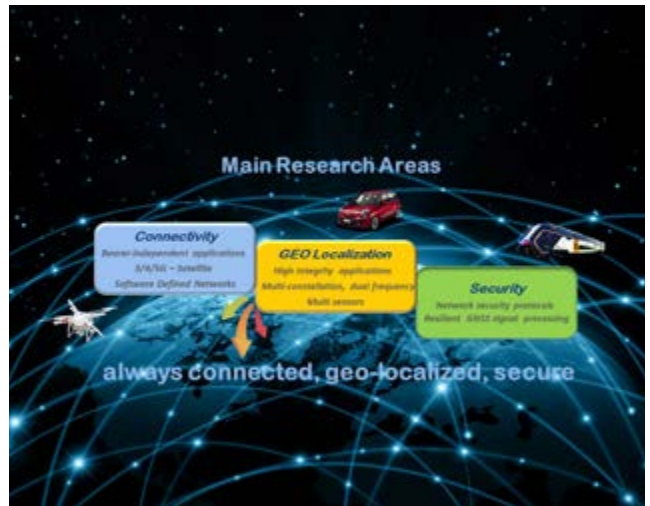 Main Research Areas
Connectivity
Bearer-independent applications
3/4/5G – Satellite
Software Defined Networks
GEO Localization
High integrity applications
Multi-constellation, dual frequency
Multi sensors
Security
Network security protocols
Resilient GNSS signal processing
always connected, geo-localized, secure